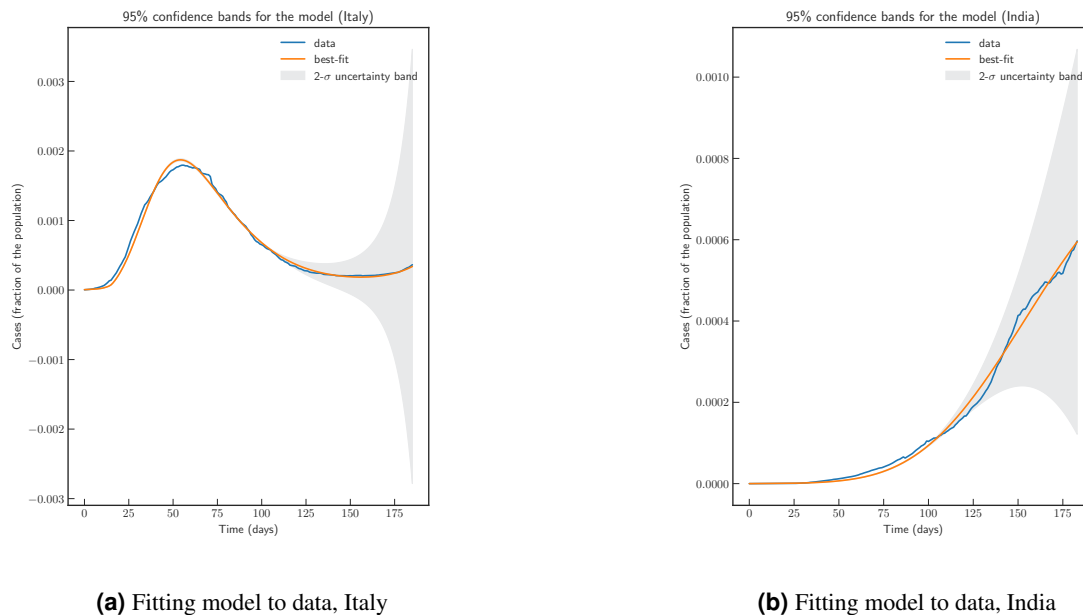 95% confidence bands for the model (Italy)
data
best-fit
2-σ uncertainty band
0.003
0.002
0.001
0.000
−0.001
−0.002
−0.003
Cases (fraction of the population)
0 25 50 75 100 125 150 175
Time (days)
(a) Fitting model to data, Italy
95% confidence bands for the model (India)
data
best-fit
2-σ uncertainty band
0.0010
0.0008
0.0006
0.0004
0.0002
0.0000
Cases (fraction of the population)
0 25 50 75 100 125 150 175
Time (days)
(b) Fitting model to data, India